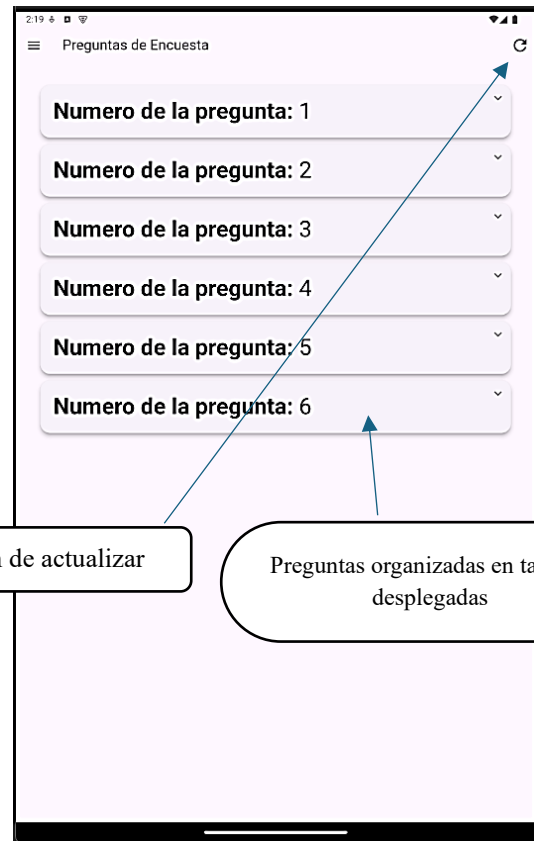 2:19
Preguntas de Encuesta
Numero de la pregunta: 1
Numero de la pregunta: 2
Numero de la pregunta: 3
Numero de la pregunta: 4
Numero de la pregunta: 5
Numero de la pregunta: 6
de actualizar
Preguntas organizadas en
desplegadas